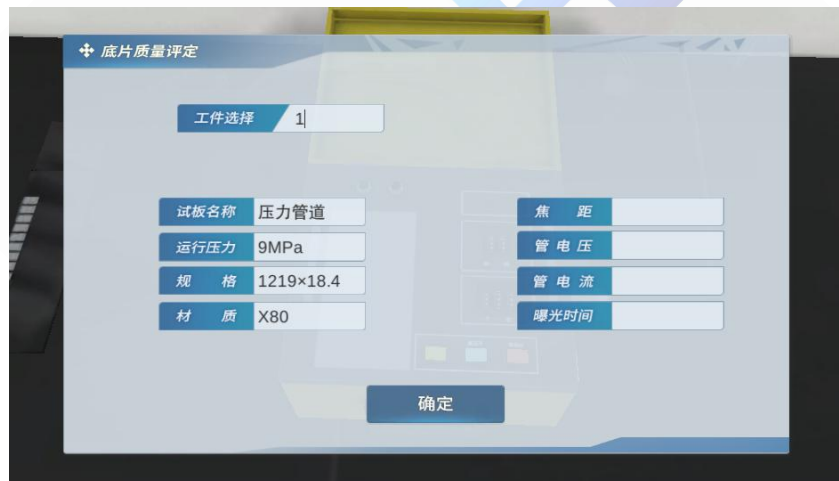 底片质量评定
工件选择 1
试板名称 压力管道
运行压力 9MPa
规 格 1219×18.4
材 质 X80
焦 距
管 电 压
管 电 流
曝光时间
确定